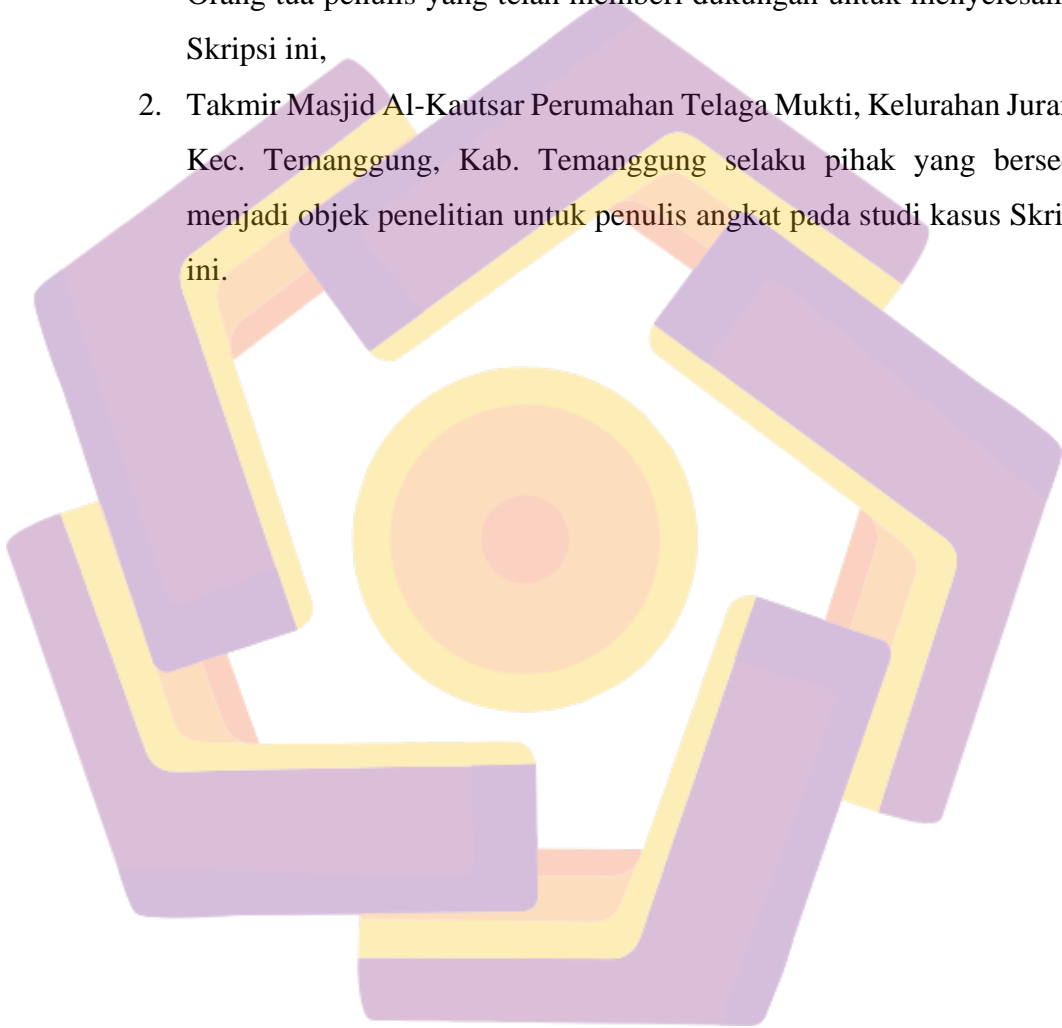 Orang tua penulis yang telah memberi dukungan untuk
Skripsi ini,
2. Takmir Masjid Al-Kautsar Perumahan Telaga Mukti, Kelurahan
Kec. Temanggung, Kab. Temanggung selaku pihak yang
menjadi objek penelitian untuk penulis angkat pada studi kasus
ini.